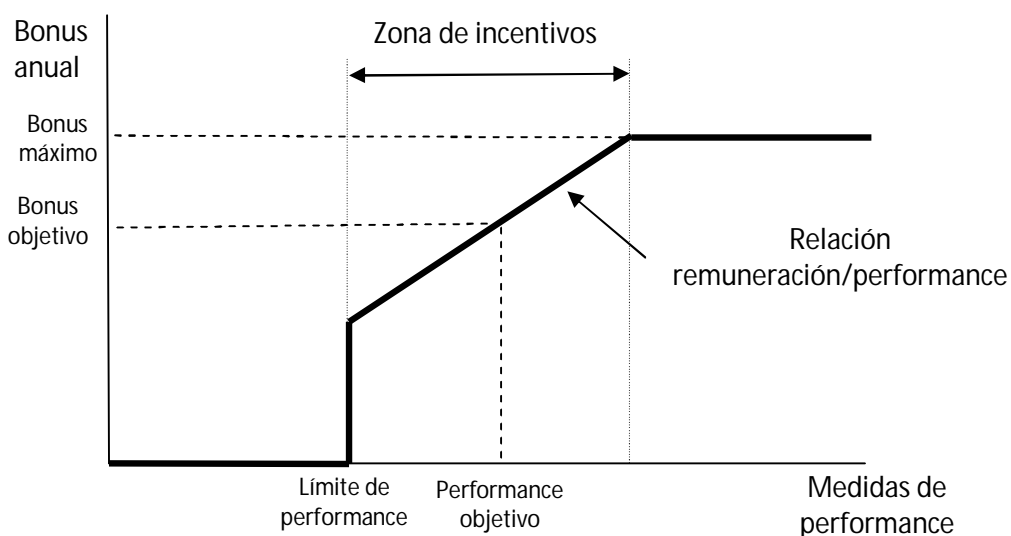 Bonus
anual
Zona de incentivos
Bonus
máximo
Bonus
objetivo
Relación
remuneración/performance
Límite de
performance
Performance
objetivo
Medidas de
performance